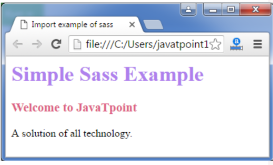 Import example of sass
file:///C:/Users/javatpoint1
Simple Sass Example
Welcome to JavaTpoint
A solution of all technology.